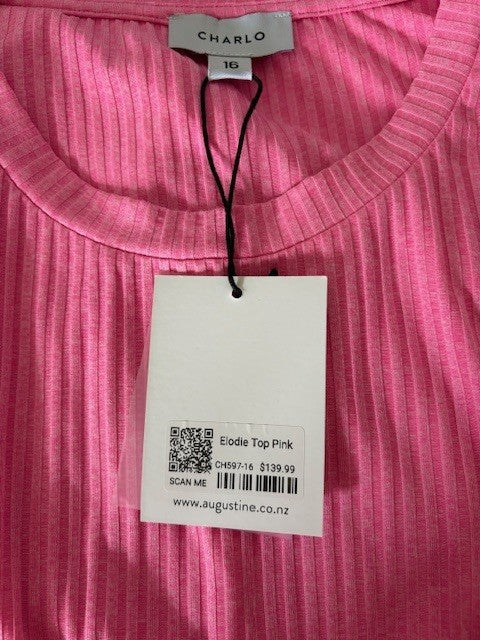 CHARLO
16
Elodie Top Pink
CH597-16 $139.99
SCAN ME
www.augustine.co.nz